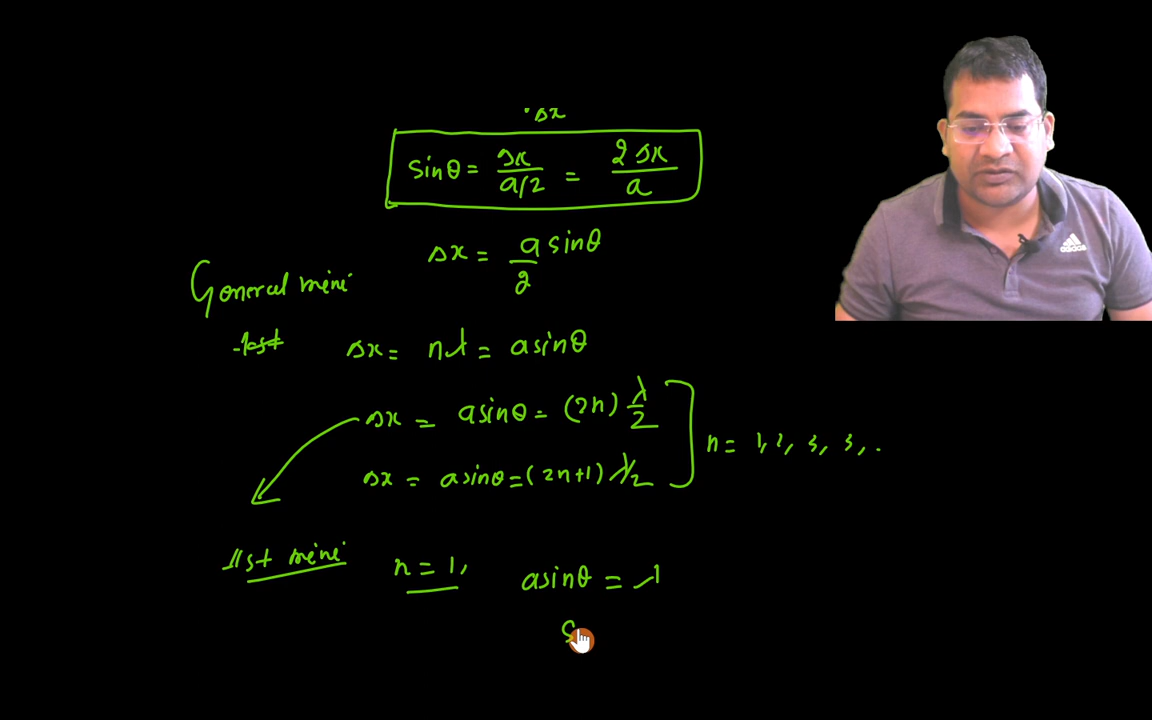 Δx
sinθ = Δx / a/2 = 2Δx / a
Δx = a/2 sinθ
General mini
Δx = nλ = a sinθ
Δx = a sinθ = (2n) λ/2
Δx = a sinθ = (2n+1) λ/2
n = 1, 2, 3, 3, .
1st mini n = 1, a sinθ = λ
S
adidas